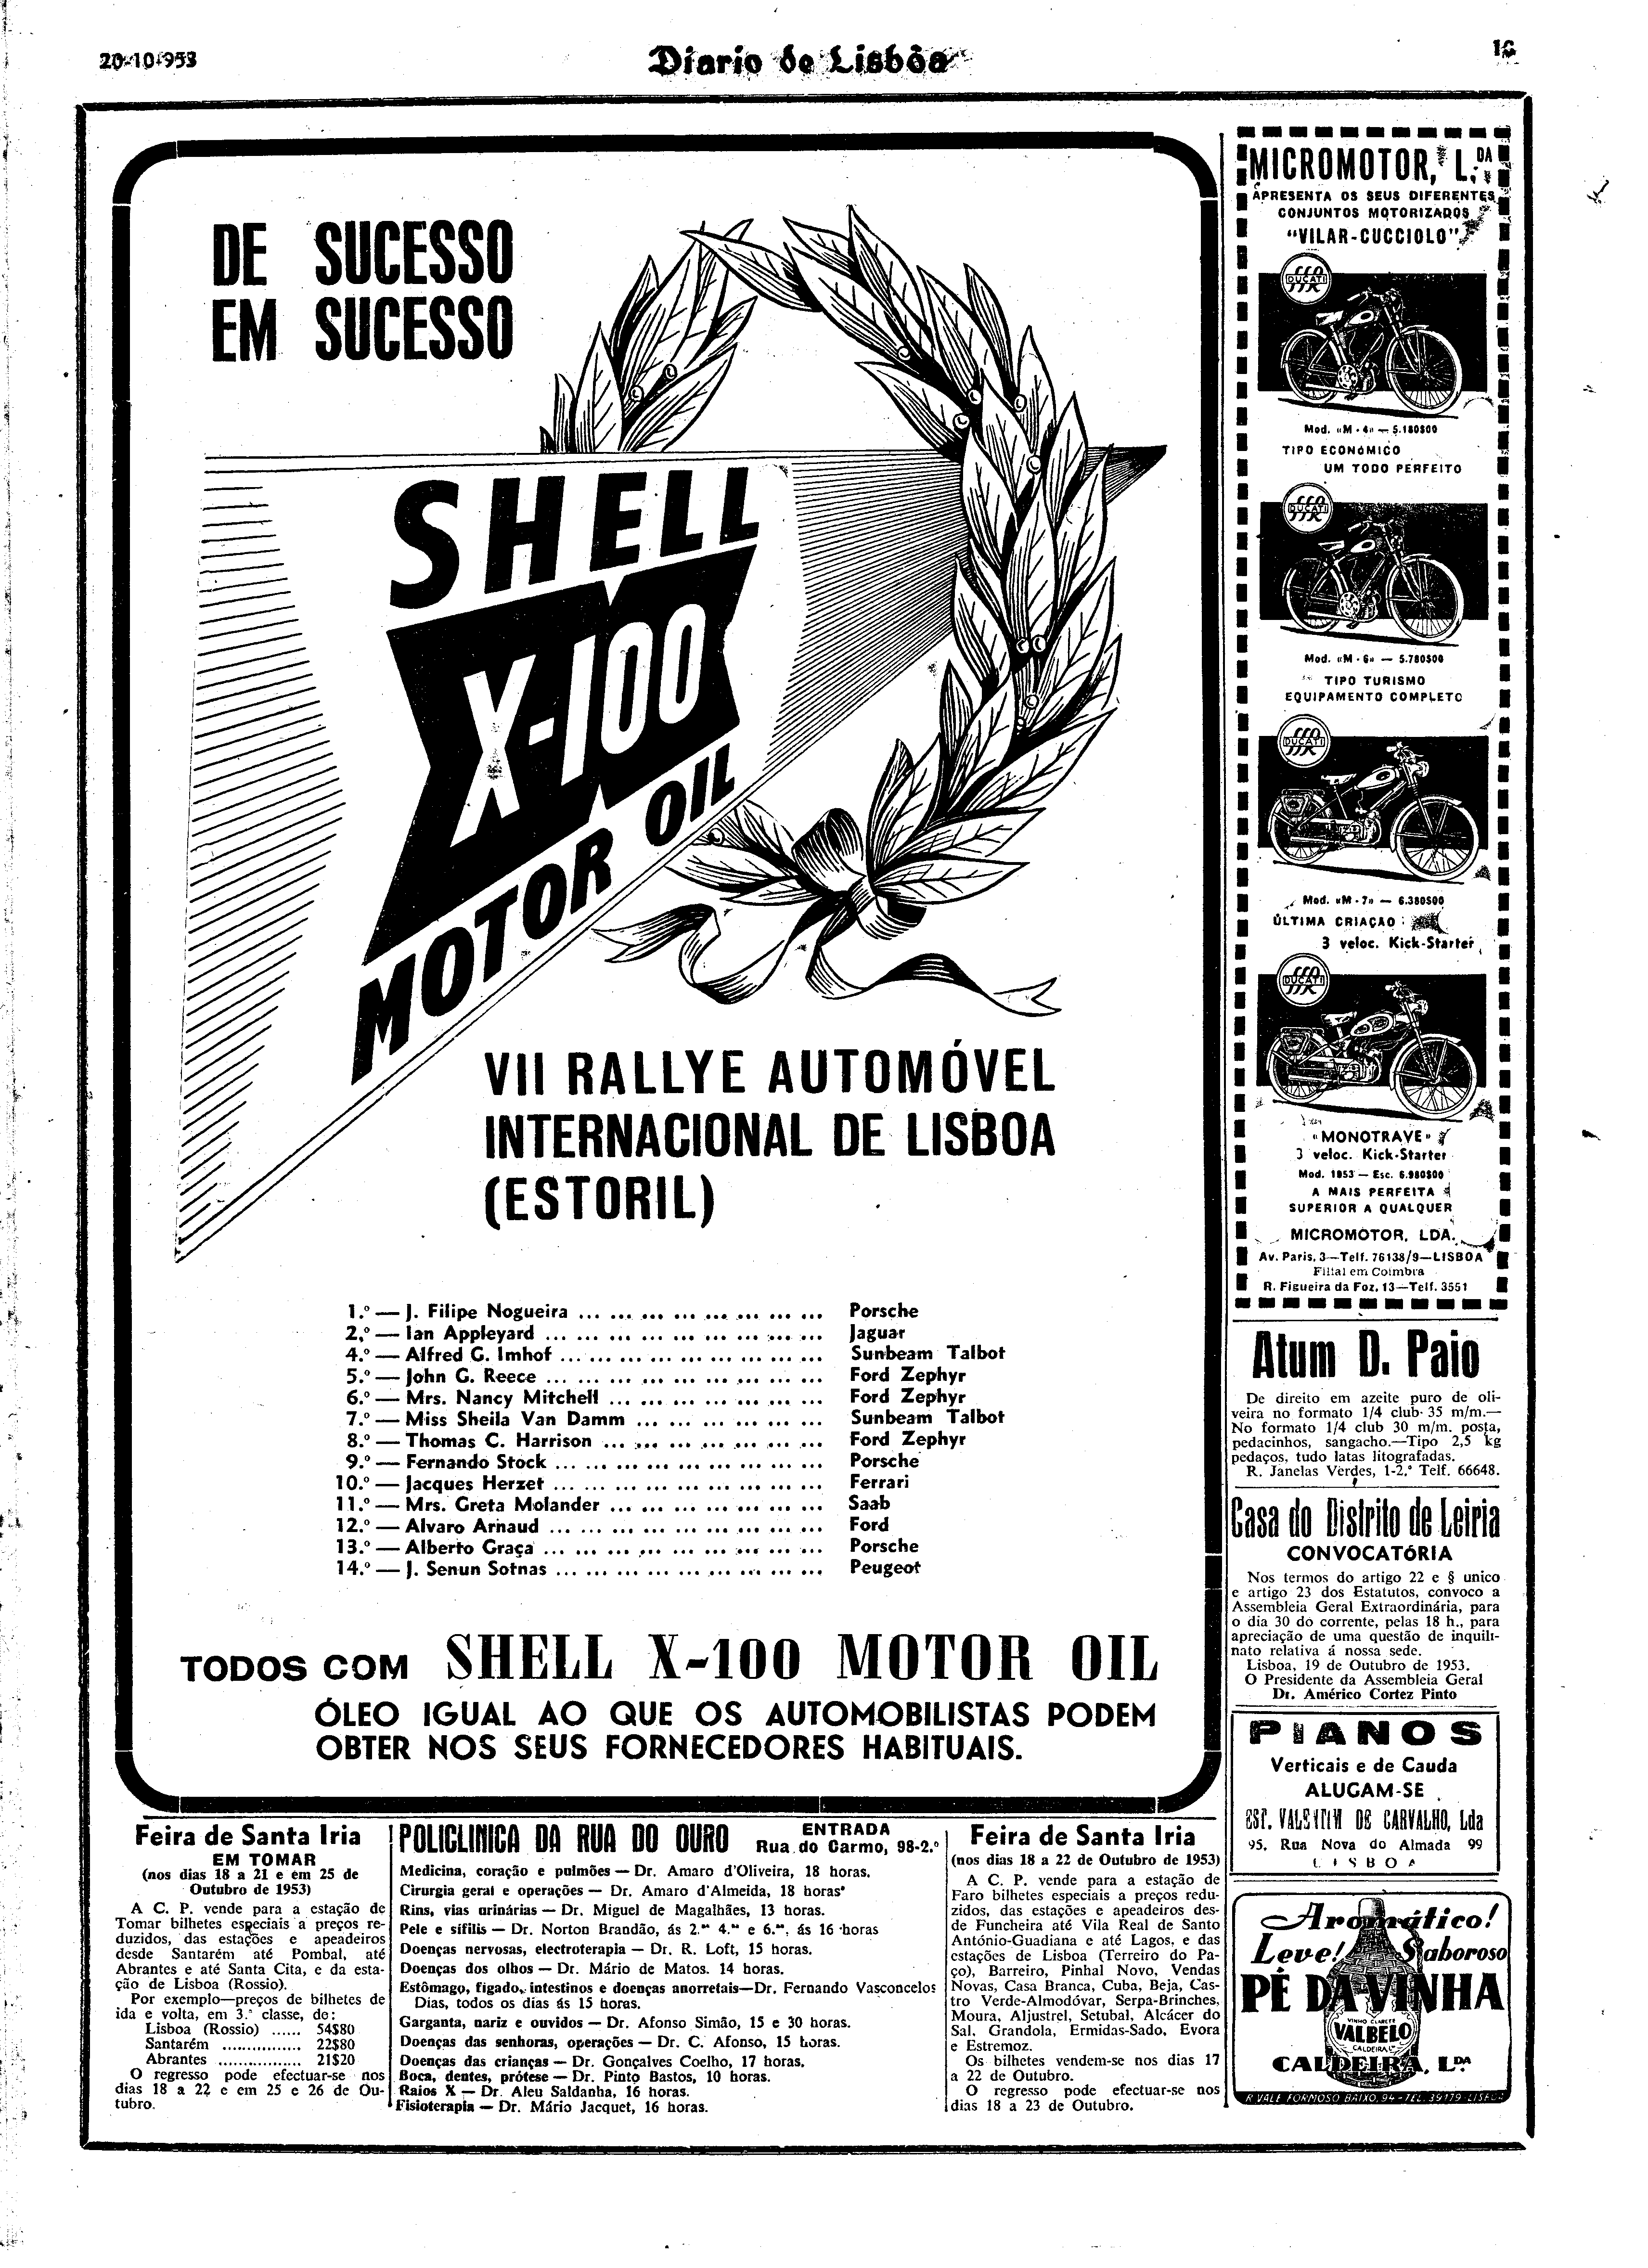 20-10-953
Diario de Lisbôa
16
DE SUCESSO
EM SUCESSO
SHELL
X-100
MOTOR OIL
VII RALLYE AUTOMÓVEL
INTERNACIONAL DE LISBOA
(ESTORIL)
1.º — J. Filipe Nogueira ... ... ... ... ... ... ... ... Porsche
2.º — Ian Appleyard ... ... ... ... ... ... ... ... ... Jaguar
4.º — Alfred G. Imhof ... ... ... ... ... ... ... ... ... Sunbeam Talbot
5.º — John G. Reece ... ... ... ... ... ... ... ... ... Ford Zephyr
6.º — Mrs. Nancy Mitchell ... ... ... ... ... ... ... Ford Zephyr
7.º — Miss Sheila Van Damm ... ... ... ... ... ... ... Sunbeam Talbot
8.º — Thomas C. Harrison ... ... ... ... ... ... ... ... Ford Zephyr
9.º — Fernando Stock ... ... ... ... ... ... ... ... ... Porsche
10.º — Jacques Herzet ... ... ... ... ... ... ... ... ... Ferrari
11.º — Mrs. Greta Molander ... ... ... ... ... ... ... Saab
12.º — Alvaro Arnaud ... ... ... ... ... ... ... ... ... Ford
13.º — Alberto Graça ... ... ... ... ... ... ... ... ... Porsche
14.º — J. Senun Sotnas ... ... ... ... ... ... ... ... ... Peugeot
TODOS COM SHELL X-100 MOTOR OIL
ÓLEO IGUAL AO QUE OS AUTOMOBILISTAS PODEM
OBTER NOS SEUS FORNECEDORES HABITUAIS.
MICROMOTOR, L.DA
APRESENTA OS SEUS DIFERENTES
CONJUNTOS MOTORIZADOS
"VILAR-CUCCIOLO"
DUCATI
Mod. «M - 4» — 5.180$00
TIPO ECONÓMICO
UM TODO PERFEITO
DUCATI
Mod. «M - 6» — 5.780$00
TIPO TURISMO
EQUIPAMENTO COMPLETO
DUCATI
Mod. «M - 7» — 6.380$00
ÚLTIMA CRIAÇAO
3 veloc. Kick-Starter
DUCATI
«MONOTRAVE»
3 veloc. Kick-Starter
Mod. 1953 — Esc. 6.980$00
A MAIS PERFEITA
SUPERIOR A QUALQUER
MICROMOTOR, LDA.
Av. Paris, 3—Telf. 76138/9—LISBOA
Filial em Coimbra
R. Figueira da Foz, 13—Telf. 3551
Atum D. Paio
De direito em azeite puro de oli-
veira no formato 1/4 club 35 m/m.—
No formato 1/4 club 30 m/m. posta,
pedacinhos, sangacho.—Tipo 2,5 kg
pedaços, tudo latas litografadas.
R. Janelas Verdes, 1-2.º Telf. 66648.
Casa do Distrito de Leiria
CONVOCATÓRIA
Nos termos do artigo 22 e § unico
e artigo 23 dos Estatutos, convoco a
Assembleia Geral Extraordinária, para
o dia 30 do corrente, pelas 18 h., para
apreciação de uma questão de inquili-
nato relativa á nossa sede.
Lisboa, 19 de Outubro de 1953.
O Presidente da Assembleia Geral
Dr. Américo Cortez Pinto
PIANOS
Verticais e de Cauda
ALUGAM-SE
EST. VALENTIM DE CARVALHO, Lda
95, Rua Nova do Almada 99
LISBOA
Aromático!
Leve! Saboroso
PÉ DA VINHA
VINHO CLARETE
VALBELO
CALDEIRA L.
CALDEIRA, L.DA
R. VALE FORMOSO BAIXO, 94-TEL. 39179 LISBOA
Feira de Santa Iria
EM TOMAR
(nos dias 18 a 21 e em 25 de
Outubro de 1953)
A C. P. vende para a estação de
Tomar bilhetes especiais a preços re-
duzidos, das estações e apeadeiros
desde Santarém até Pombal, até
Abrantes e até Santa Cita, e da esta-
ção de Lisboa (Rossio).
Por exemplo—preços de bilhetes de
ida e volta, em 3.ª classe, de:
Lisboa (Rossio) ...... 54$80
Santarém ................ 22$80
Abrantes ................. 21$20
O regresso pode efectuar-se nos
dias 18 a 22 e em 25 e 26 de Ou-
tubro.
POLICLINICA DA RUA DO OURO
ENTRADA
Rua do Carmo, 98-2.º
Medicina, coração e pulmões — Dr. Amaro d'Oliveira, 18 horas.
Cirurgia geral e operações — Dr. Amaro d'Almeida, 18 horas.
Rins, vias urinárias — Dr. Miguel de Magalhães, 13 horas.
Pele e sífilis — Dr. Norton Brandão, ás 2.ªˢ 4.ªˢ e 6.ªˢ, ás 16 horas
Doenças nervosas, electroterapia — Dr. R. Loft, 15 horas.
Doenças dos olhos — Dr. Mário de Matos. 14 horas.
Estômago, fígado, intestinos e doenças anorretais—Dr. Fernando Vasconcelos
Dias, todos os dias ás 15 horas.
Garganta, nariz e ouvidos — Dr. Afonso Simão, 15 e 30 horas.
Doenças das senhoras, operações — Dr. C. Afonso, 15 horas.
Doenças das crianças — Dr. Gonçalves Coelho, 17 horas.
Boca, dentes, prótese — Dr. Pinto Bastos, 10 horas.
Raios X — Dr. Aleu Saldanha, 16 horas.
Fisioterapia — Dr. Mário Jacquet, 16 horas.
Feira de Santa Iria
(nos dias 18 a 22 de Outubro de 1953)
A C. P. vende para a estação de
Faro bilhetes especiais a preços redu-
zidos, das estações e apeadeiros des-
de Funcheira até Vila Real de Santo
António-Guadiana e até Lagos, e das
estações de Lisboa (Terreiro do Pa-
ço), Barreiro, Pinhal Novo, Vendas
Novas, Casa Branca, Cuba, Beja, Cas-
tro Verde-Almodóvar, Serpa-Brinches,
Moura, Aljustrel, Setubal, Alcácer do
Sal, Grandola, Ermidas-Sado, Evora
e Estremoz.
Os bilhetes vendem-se nos dias 17
a 22 de Outubro.
O regresso pode efectuar-se nos
dias 18 a 23 de Outubro.